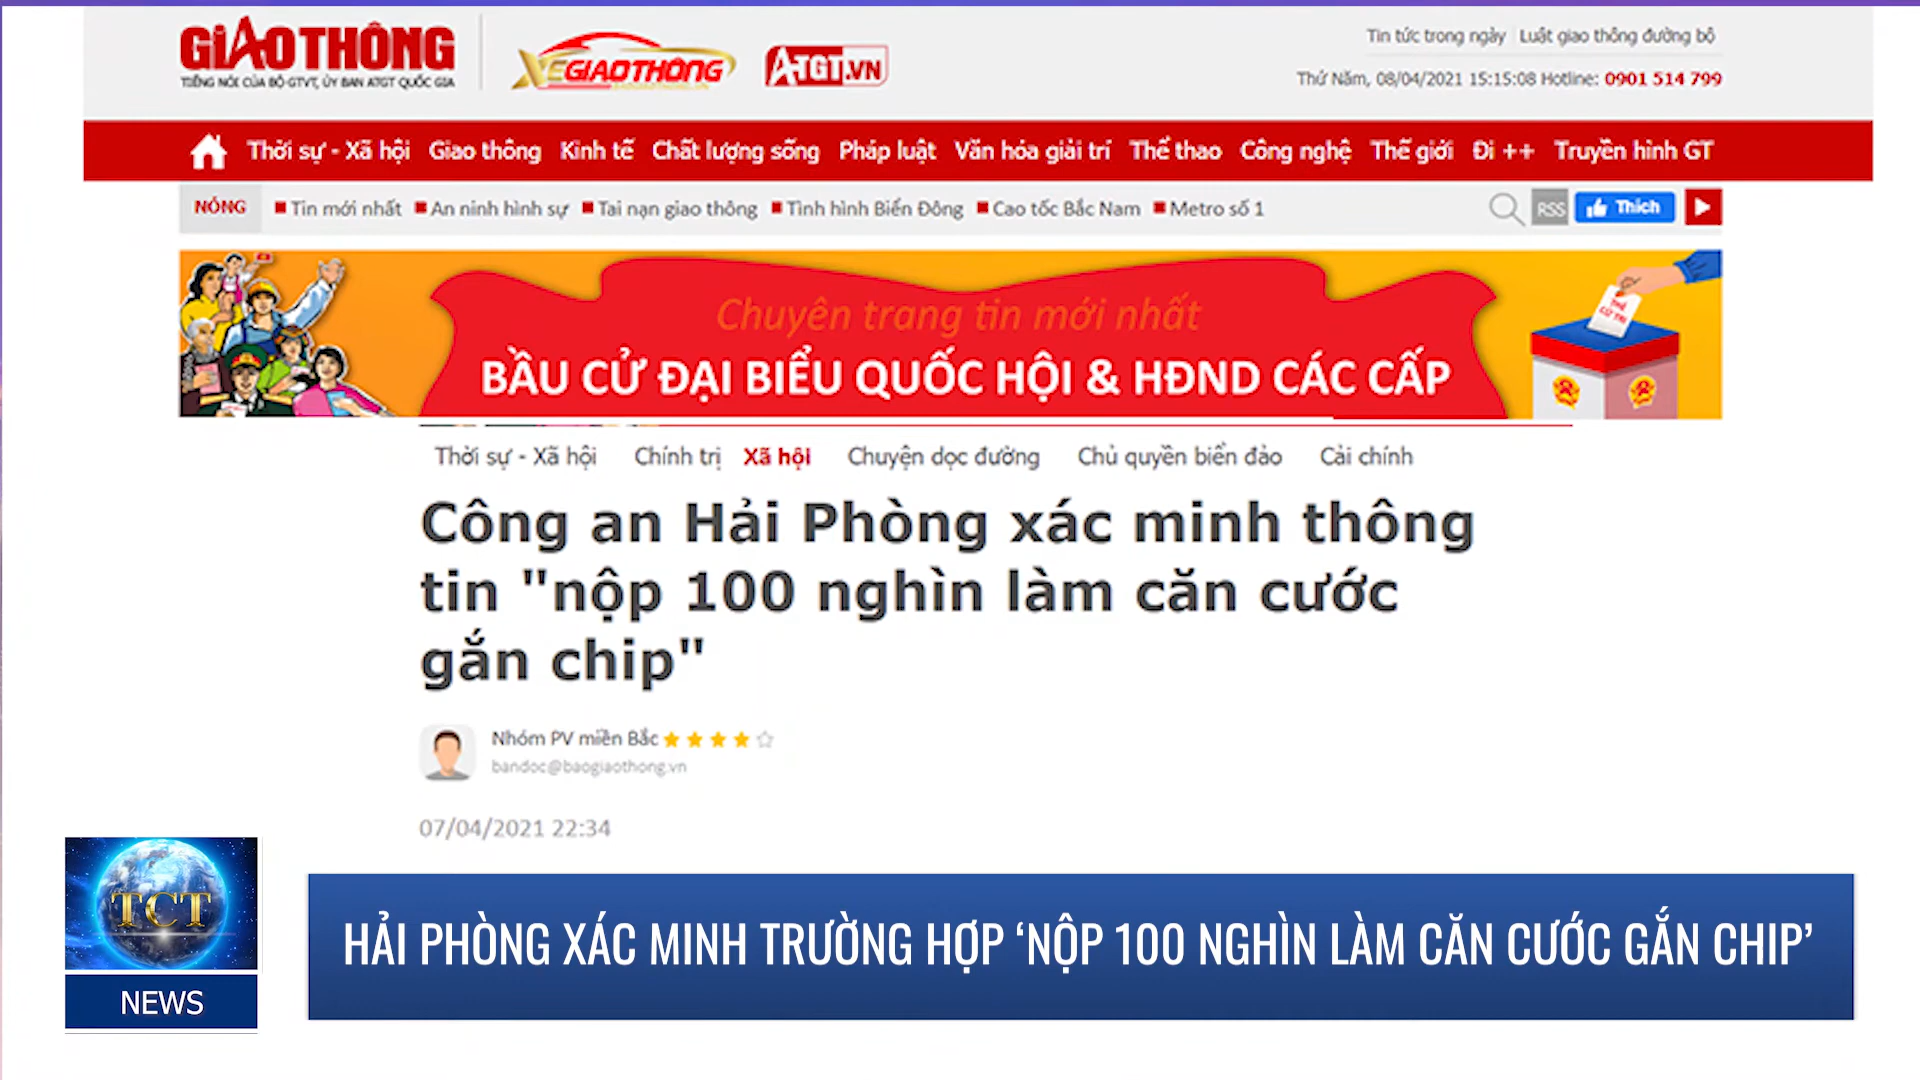 GIAO THÔNG
TIẾNG NÓI CỦA BỘ GTVT, ỦY BAN ATGT QUỐC GIA
XEGIAOTHÔNG
ATGT.VN
Tin tức trong ngày Luật giao thông đường bộ
Thứ Năm, 08/04/2021 15:15:08 Hotline: 0901 514 799
Thời sự - Xã hội Giao thông Kinh tế Chất lượng sống Pháp luật Văn hóa giải trí Thể thao Công nghệ Thế giới Đi ++ Truyền hình GT
NÓNG Tin mới nhất An ninh hình sự Tai nạn giao thông Tình hình Biển Đông Cao tốc Bắc Nam Metro số 1 RSS Thích
Chuyên trang tin mới nhất
BẦU CỬ ĐẠI BIỂU QUỐC HỘI & HĐND CÁC CẤP
THẺ
CỬ TRI
Thời sự - Xã hội Chính trị Xã hội Chuyện dọc đường Chủ quyền biển đảo Cải chính
Công an Hải Phòng xác minh thông
tin "nộp 100 nghìn làm căn cước
gắn chip"
Nhóm PV miền Bắc
bandoc@baogiaothong.vn
07/04/2021 22:34
TCT
NEWS
HẢI PHÒNG XÁC MINH TRƯỜNG HỢP ‘NỘP 100 NGHÌN LÀM CĂN CƯỚC GẮN CHIP’